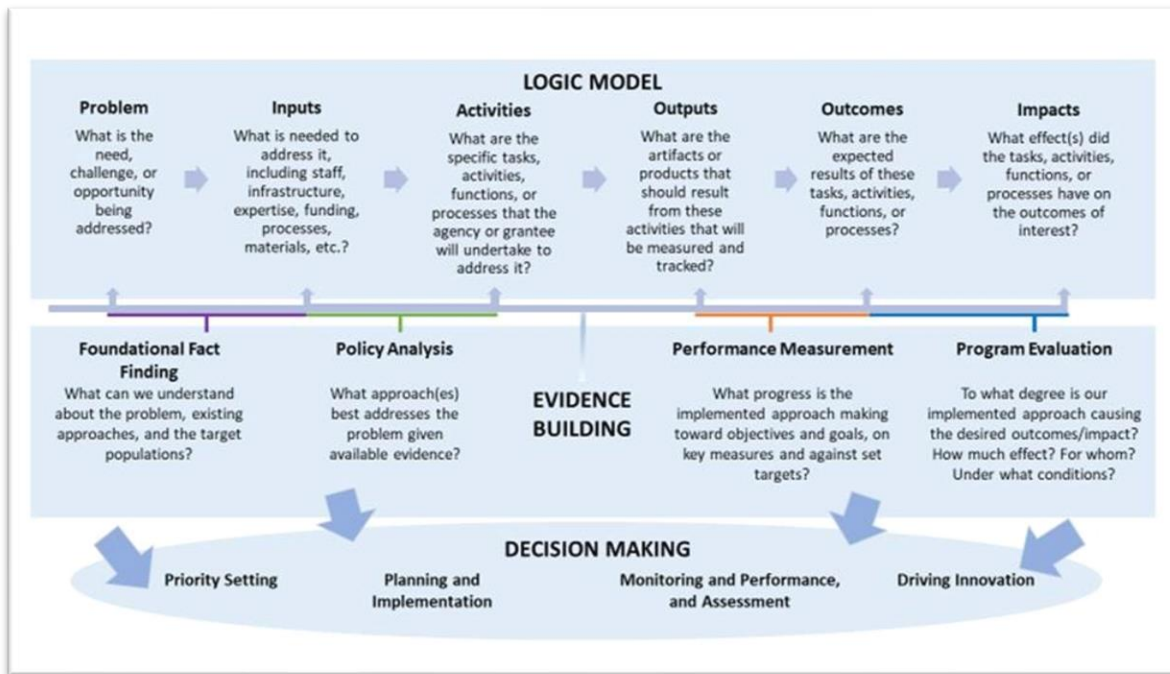 LOGIC MODEL
Problem
What is the
need,
challenge, or
opportunity
being
addressed?
Inputs
What is needed to
address it,
including staff,
infrastructure,
expertise, funding,
processes,
materials, etc.?
Activities
What are the
specific tasks,
activities,
functions, or
processes that the
agency or grantee
will undertake to
address it?
Outputs
What are the
artifacts or
products that
should result
from these
activities that will
be measured and
tracked?
Outcomes
What are the
expected
results of these
tasks, activities,
functions, or
processes?
Impacts
What effect(s) did
the tasks, activities,
functions, or
processes have on
the outcomes of
interest?
Foundational Fact
Finding
What can we understand
about the problem, existing
approaches, and the target
populations?
Policy Analysis
What approach(es)
best addresses the
problem given
available evidence?
EVIDENCE
BUILDING
Performance Measurement
What progress is the
implemented approach making
toward objectives and goals, on
key measures and against set
targets?
Program Evaluation
To what degree is our
implemented approach causing
the desired outcomes/impact?
How much effect? For whom?
Under what conditions?
DECISION MAKING
Priority Setting
Planning and
Implementation
Monitoring and Performance,
and Assessment
Driving Innovation